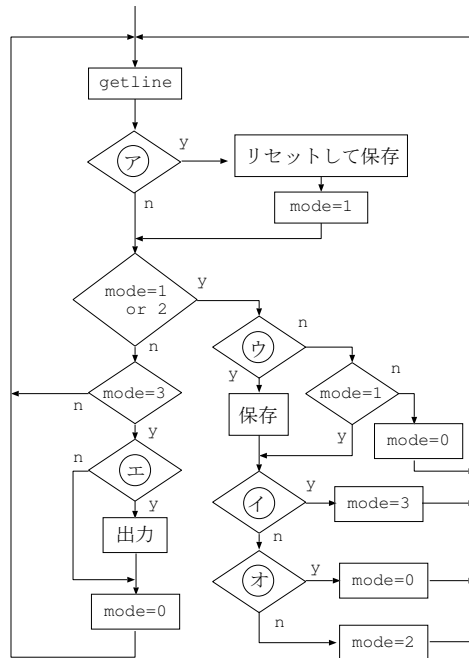 getline
ア
y
リセットして保存
n
mode=1
mode=1
or 2
y
n
ウ
n
y
mode=3
n
y
保存
mode=1
n
y
mode=0
エ
n
y
出力
イ
y
mode=3
n
オ
y
mode=0
n
mode=0
mode=2